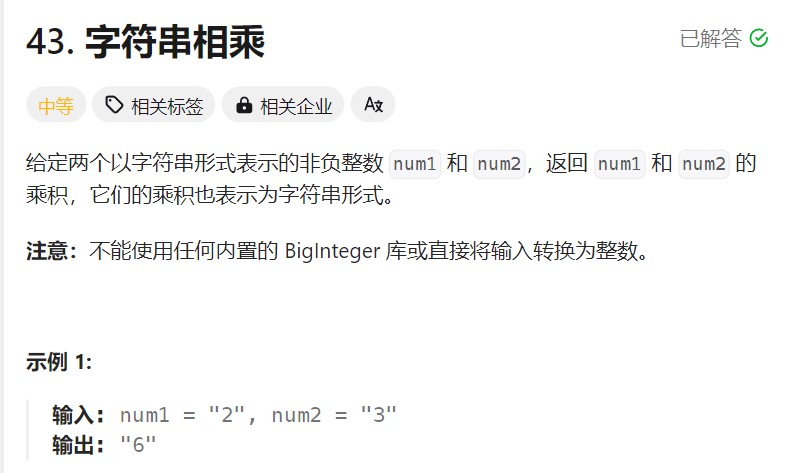 43. 字符串相乘
已解答
中等 相关标签 相关企业 A文
给定两个以字符串形式表示的非负整数 num1 和 num2，返回 num1 和 num2 的
乘积，它们的乘积也表示为字符串形式。
注意：不能使用任何内置的 BigInteger 库或直接将输入转换为整数。
示例 1:
输入: num1 = "2", num2 = "3"
输出: "6"